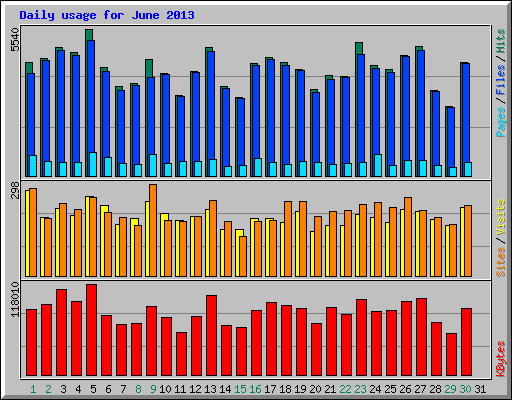 Daily usage for June 2013
5540
Pages / Files / Hits
298
Sites / Visits
118010
KBytes
1 2 3 4 5 6 7 8 9 10 11 12 13 14 15 16 17 18 19 20 21 22 23 24 25 26 27 28 29 30 31